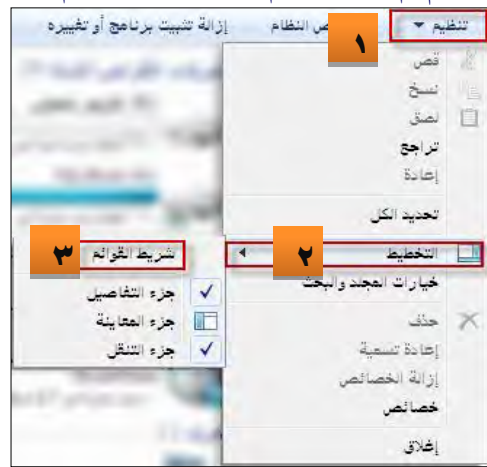 تنظيم
ص النظام
إزالة تثبيت برنامج أو تغييره
١
قص
نسخ
لصق
تراجع
إعادة
تحديد الكل
التخطيط
٢
شريط القوائم
٣
جزء التفاصيل
جزء المعاينة
جزء التنقل
خيارات المجلد والبحث
حذف
إعادة تسمية
إزالة الخصائص
خصائص
إغلاق